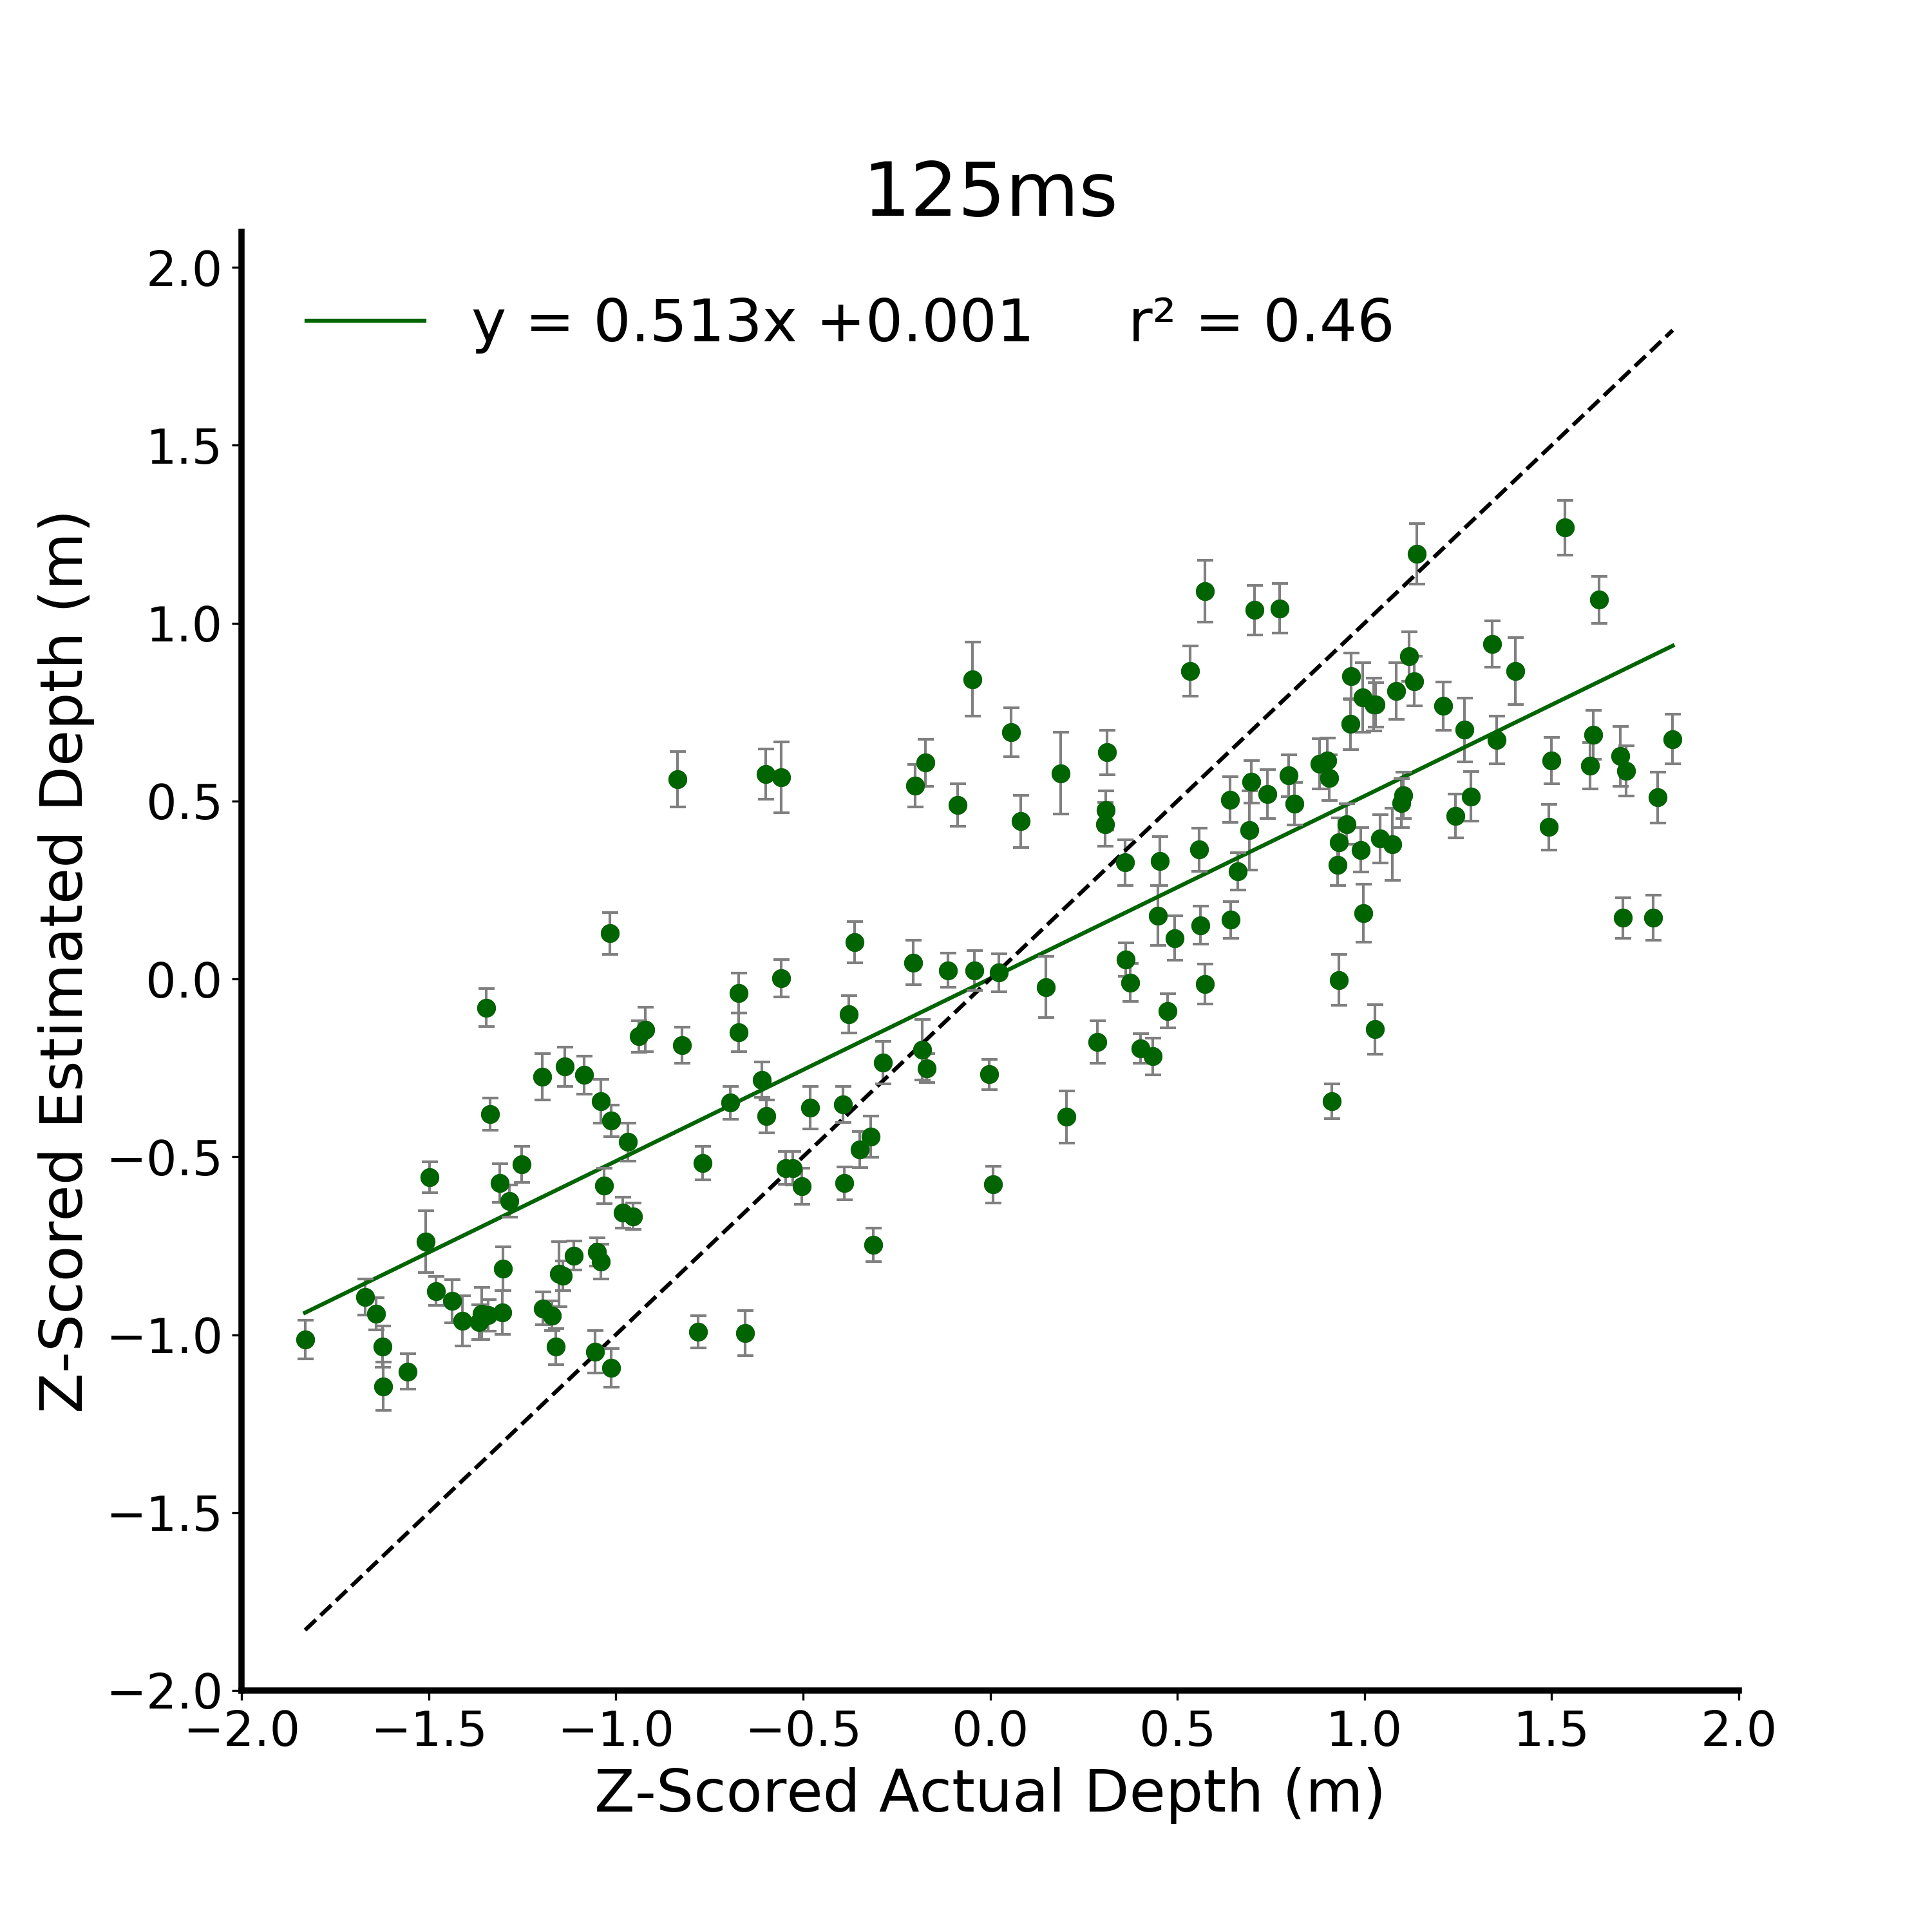 125ms
y = 0.513x +0.001 r² = 0.46
2.0
1.5
1.0
0.5
0.0
−0.5
−1.0
−1.5
−2.0
Z-Scored Estimated Depth (m)
−2.0 −1.5 −1.0 −0.5 0.0 0.5 1.0 1.5 2.0
Z-Scored Actual Depth (m)